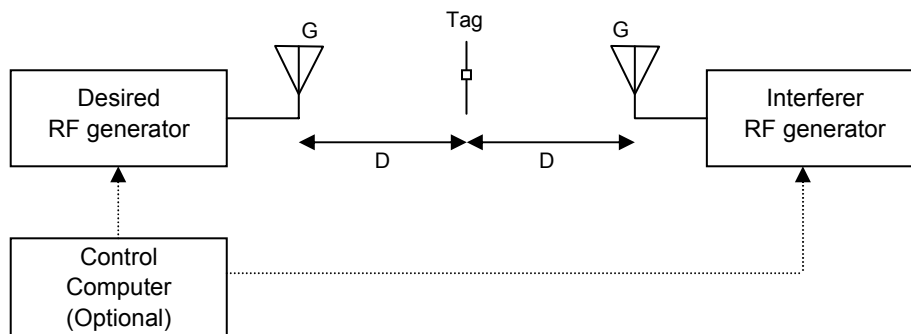 Tag
G
G
Desired
RF generator
Interferer
RF generator
D
D
Control
Computer
(Optional)